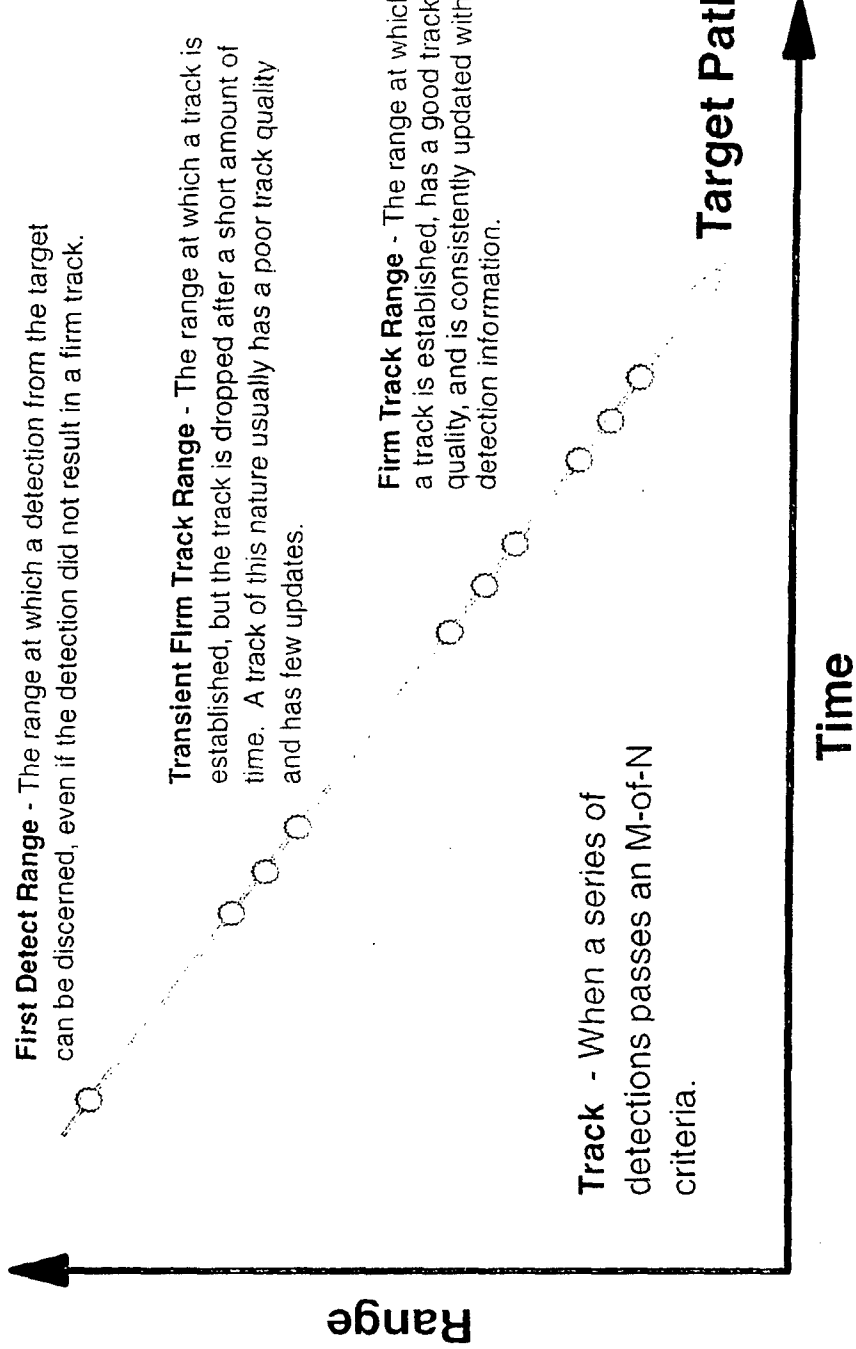 First Detect Range - The range at which a detection from the target
can be discerned, even if the detection did not result in a firm track.
Transient Firm Track Range - The range at which a track is
established, but the track is dropped after a short amount of
time. A track of this nature usually has a poor track quality
and has few updates.
Firm Track Range - The range at which
a track is established, has a good track
quality, and is consistently updated with
detection information.
Track - When a series of
detections passes an M-of-N
criteria.
Target Path
Range
Time